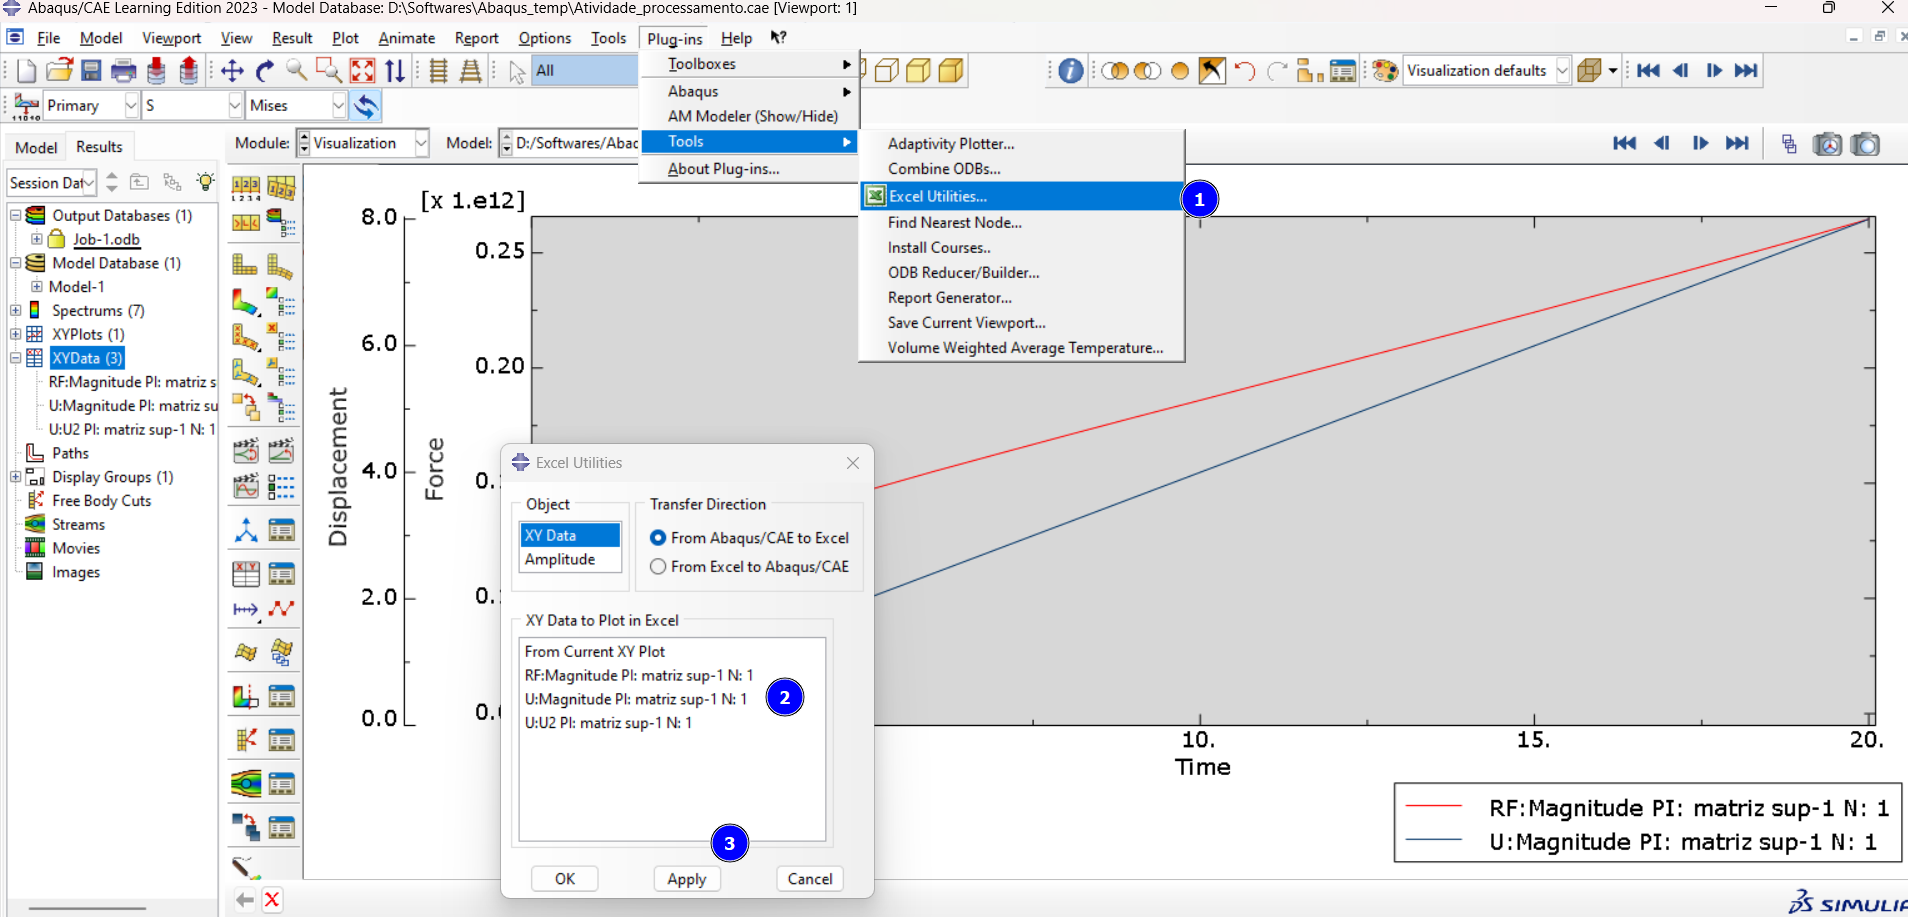 Abaqus/CAE Learning Edition 2023 - Model Database: D:\Softwares\Abaqus_temp\Atividade_processamento.cae [Viewport: 1]
File Model Viewport View Result Plot Animate Report Options Tools Plug-ins Help
All
Visualization defaults
Primary S Mises
Model Results
Module: Visualization Model: D:/Softwares/Abac
Session Dat
Output Databases (1)
Job-1.odb
Model Database (1)
Model-1
Spectrums (7)
XYPlots (1)
XYData (3)
RF:Magnitude PI: matriz s
U:Magnitude PI: matriz su
U:U2 PI: matriz sup-1 N: 1
Paths
Display Groups (1)
Free Body Cuts
Streams
Movies
Images
Toolboxes
Abaqus
AM Modeler (Show/Hide)
Tools
About Plug-ins...
Adaptivity Plotter...
Combine ODBs...
Excel Utilities...
Find Nearest Node...
Install Courses..
ODB Reducer/Builder...
Report Generator...
Save Current Viewport...
Volume Weighted Average Temperature...
1
[x 1.e12]
8.0
6.0
4.0
2.0
0.0
Displacement
0.25
0.20
Force
10.
15.
20.
Time
Excel Utilities
Object
XY Data
Amplitude
Transfer Direction
From Abaqus/CAE to Excel
From Excel to Abaqus/CAE
XY Data to Plot in Excel
From Current XY Plot
RF:Magnitude PI: matriz sup-1 N: 1
U:Magnitude PI: matriz sup-1 N: 1
U:U2 PI: matriz sup-1 N: 1
2
3
OK Apply Cancel
RF:Magnitude PI: matriz sup-1 N: 1
U:Magnitude PI: matriz sup-1 N: 1
SIMULIA